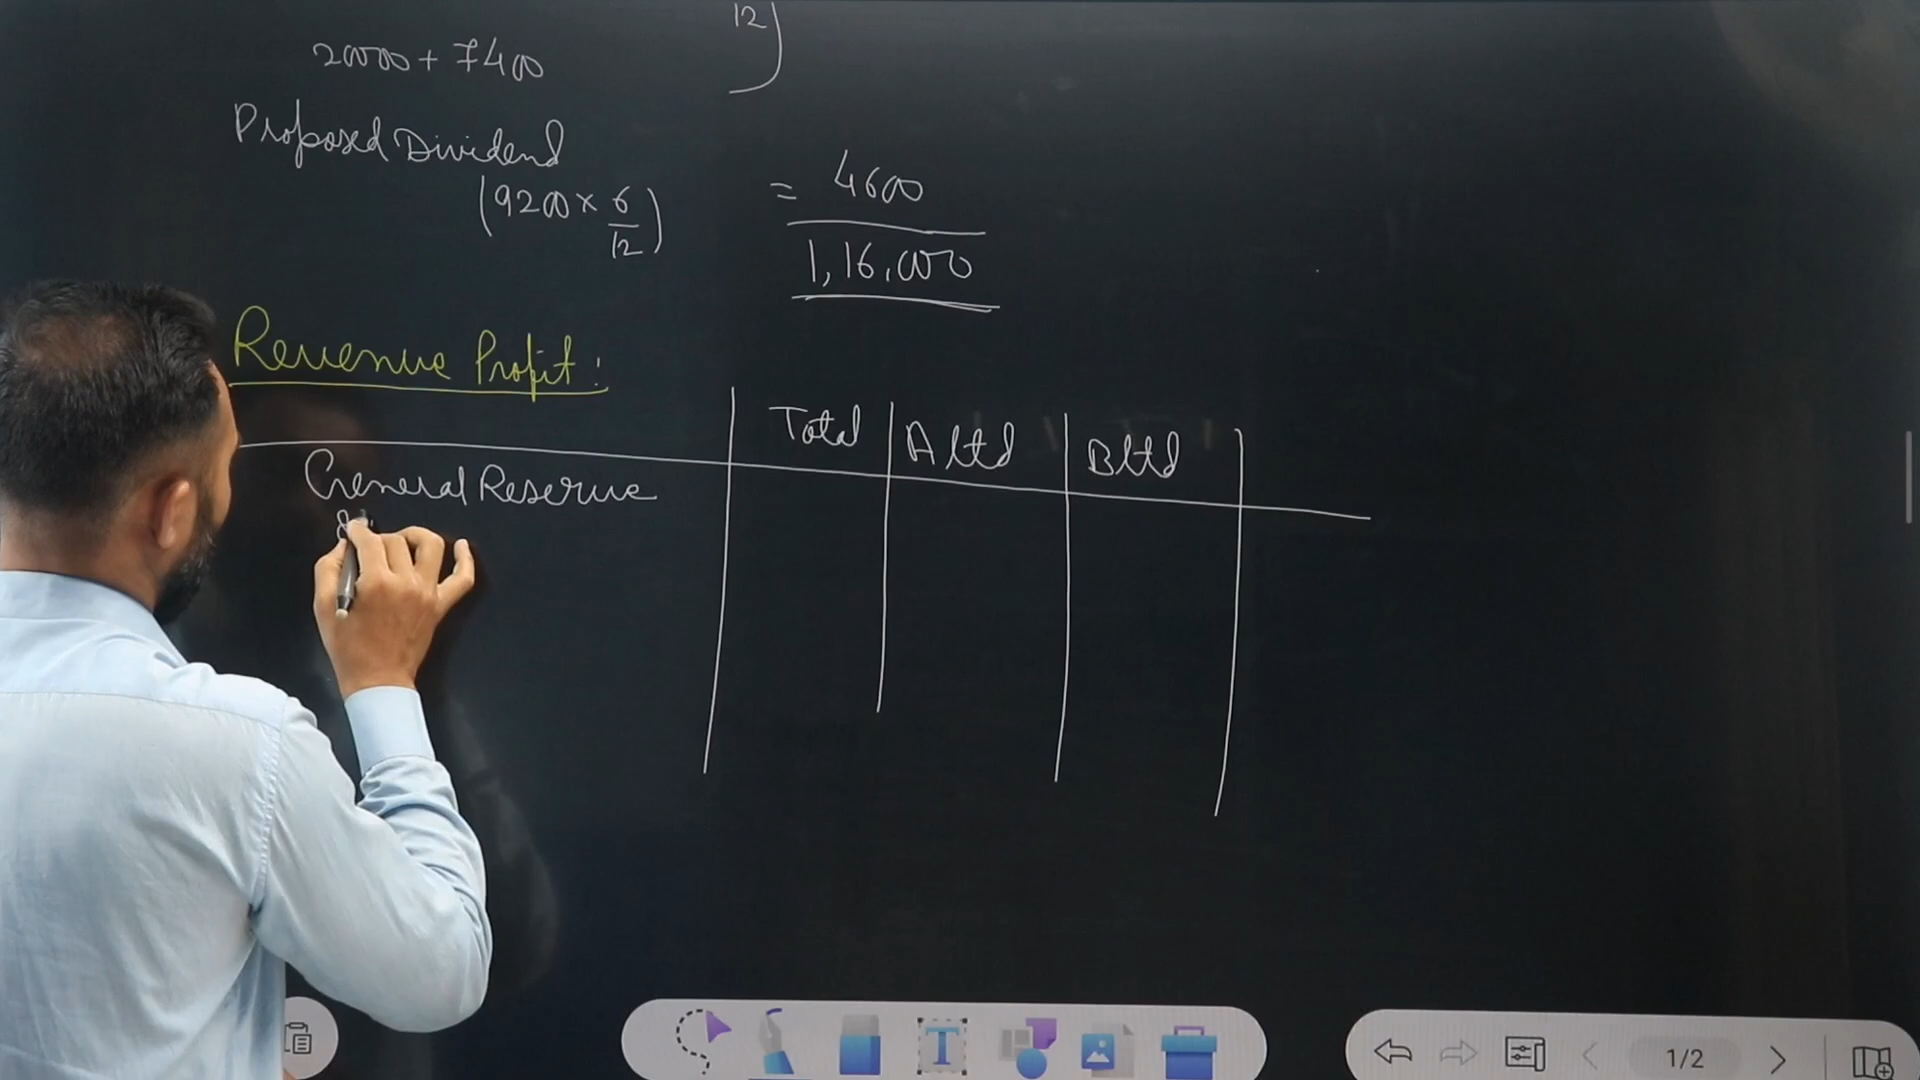 12)
20000 + 7400
Proposed Dividend
(9200 × 6/12) = 4600
1,16,000
Revenue Profit :
Total A ltd B ltd
General Reserve
T
1/2